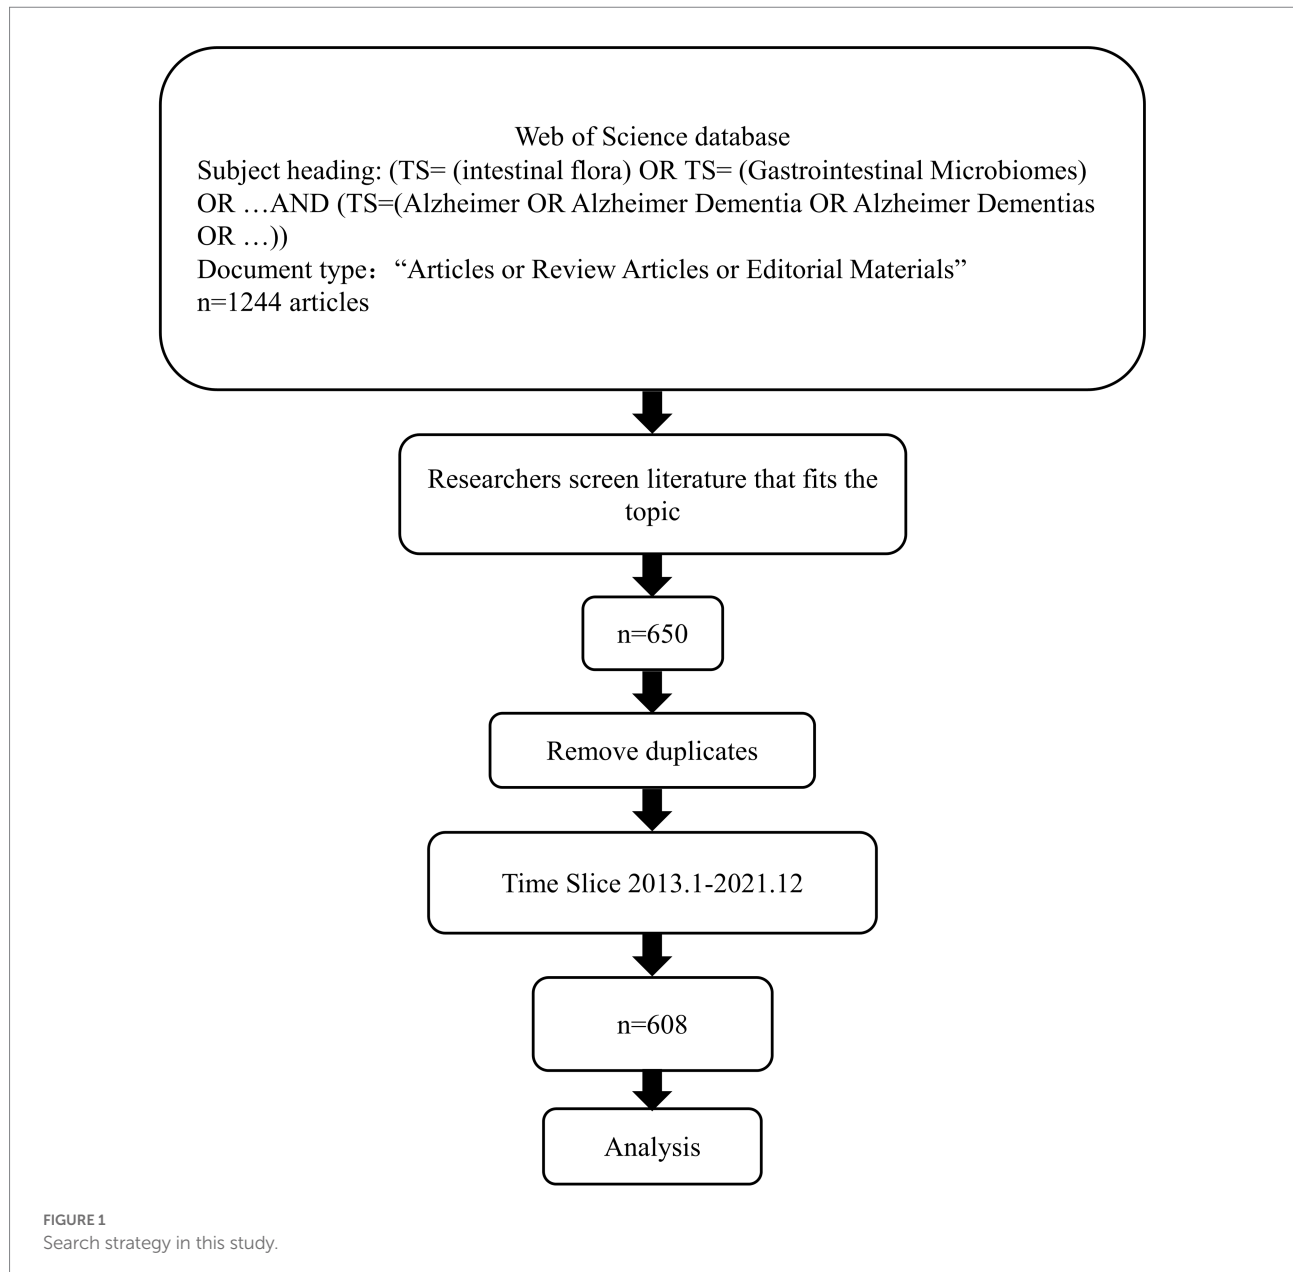 Web of Science database
Subject heading: (TS= (intestinal flora) OR TS= (Gastrointestinal Microbiomes)
OR …AND (TS=(Alzheimer OR Alzheimer Dementia OR Alzheimer Dementias
OR …))
Document type： “Articles or Review Articles or Editorial Materials”
n=1244 articles
Researchers screen literature that fits the
topic
n=650
Remove duplicates
Time Slice 2013.1-2021.12
n=608
Analysis
FIGURE 1
Search strategy in this study.